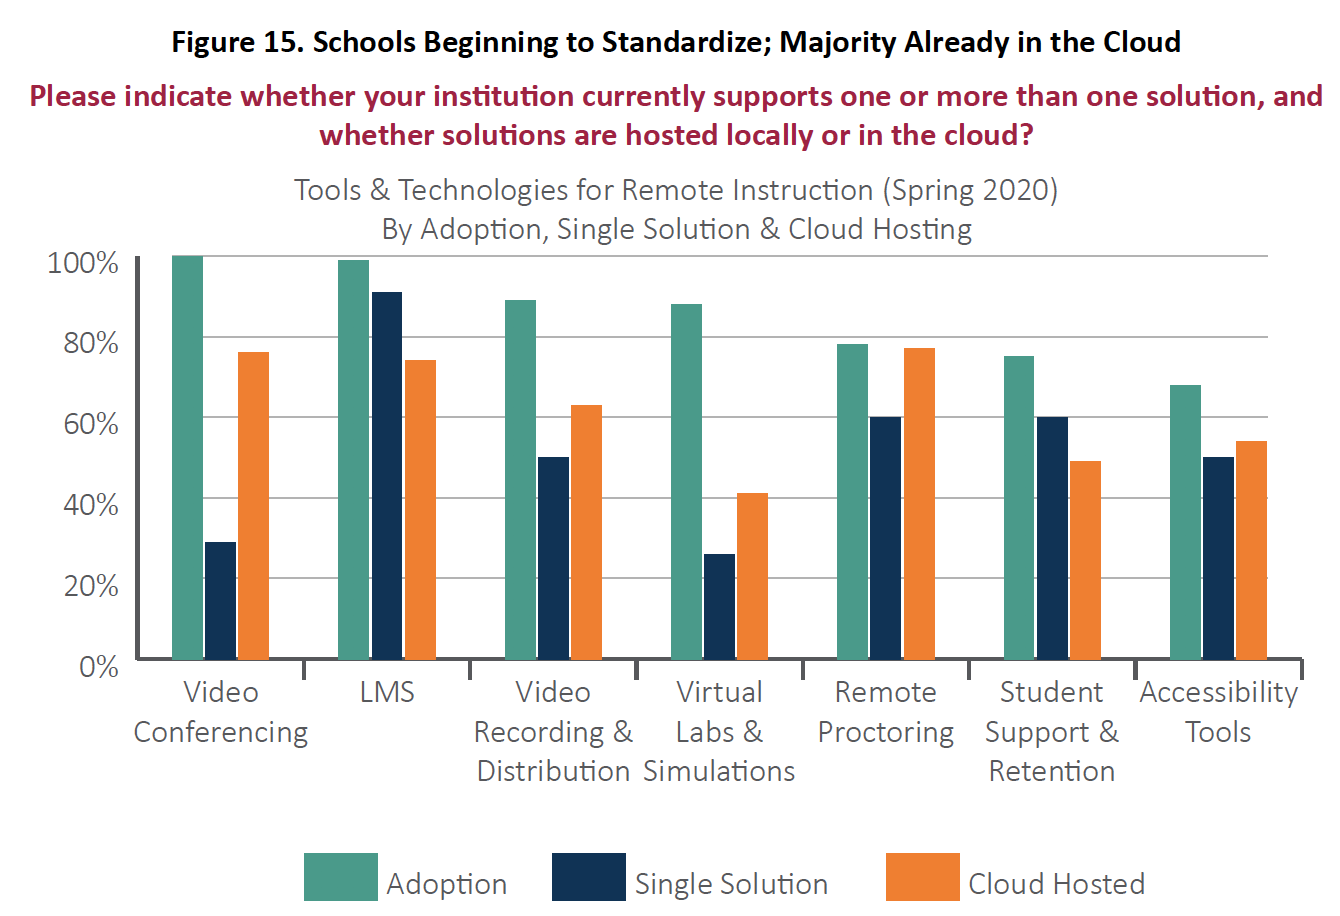 Figure 15. Schools Beginning to Standardize; Majority Already in the Cloud
Please indicate whether your institution currently supports one or more than one solution, and
whether solutions are hosted locally or in the cloud?
Tools & Technologies for Remote Instruction (Spring 2020)
By Adoption, Single Solution & Cloud Hosting
100%
80%
60%
40%
20%
0%
Video
Conferencing
LMS
Video
Recording &
Distribution
Virtual
Labs &
Simulations
Remote
Proctoring
Student
Support &
Retention
Accessibility
Tools
Adoption
Single Solution
Cloud Hosted